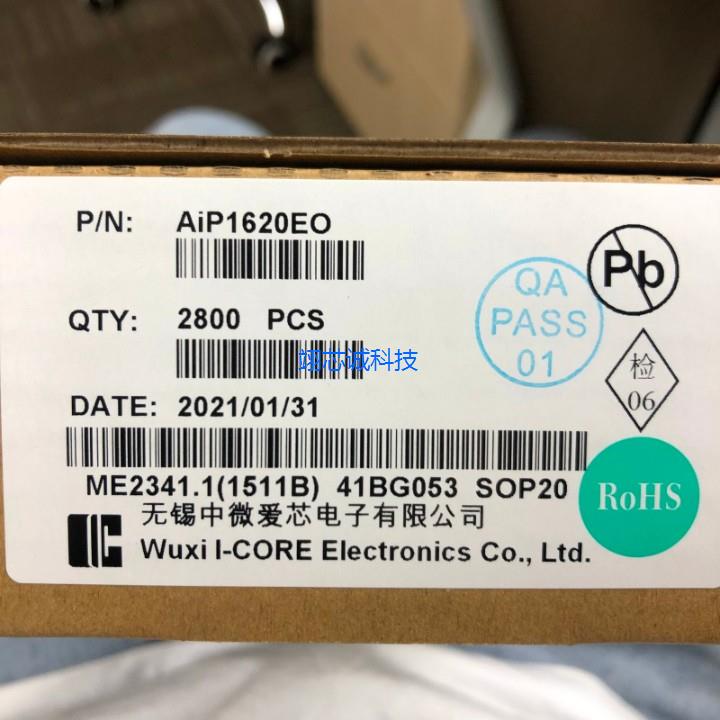 P/N: AiP1620EO
QTY: 2800 PCS
翊芯诚科技
DATE: 2021/01/31
ME2341.1(1511B) 41BG053 SOP20
无锡中微爱芯电子有限公司
Wuxi I-CORE Electronics Co., Ltd.
QA
PASS
01
Pb
检
06
RoHS